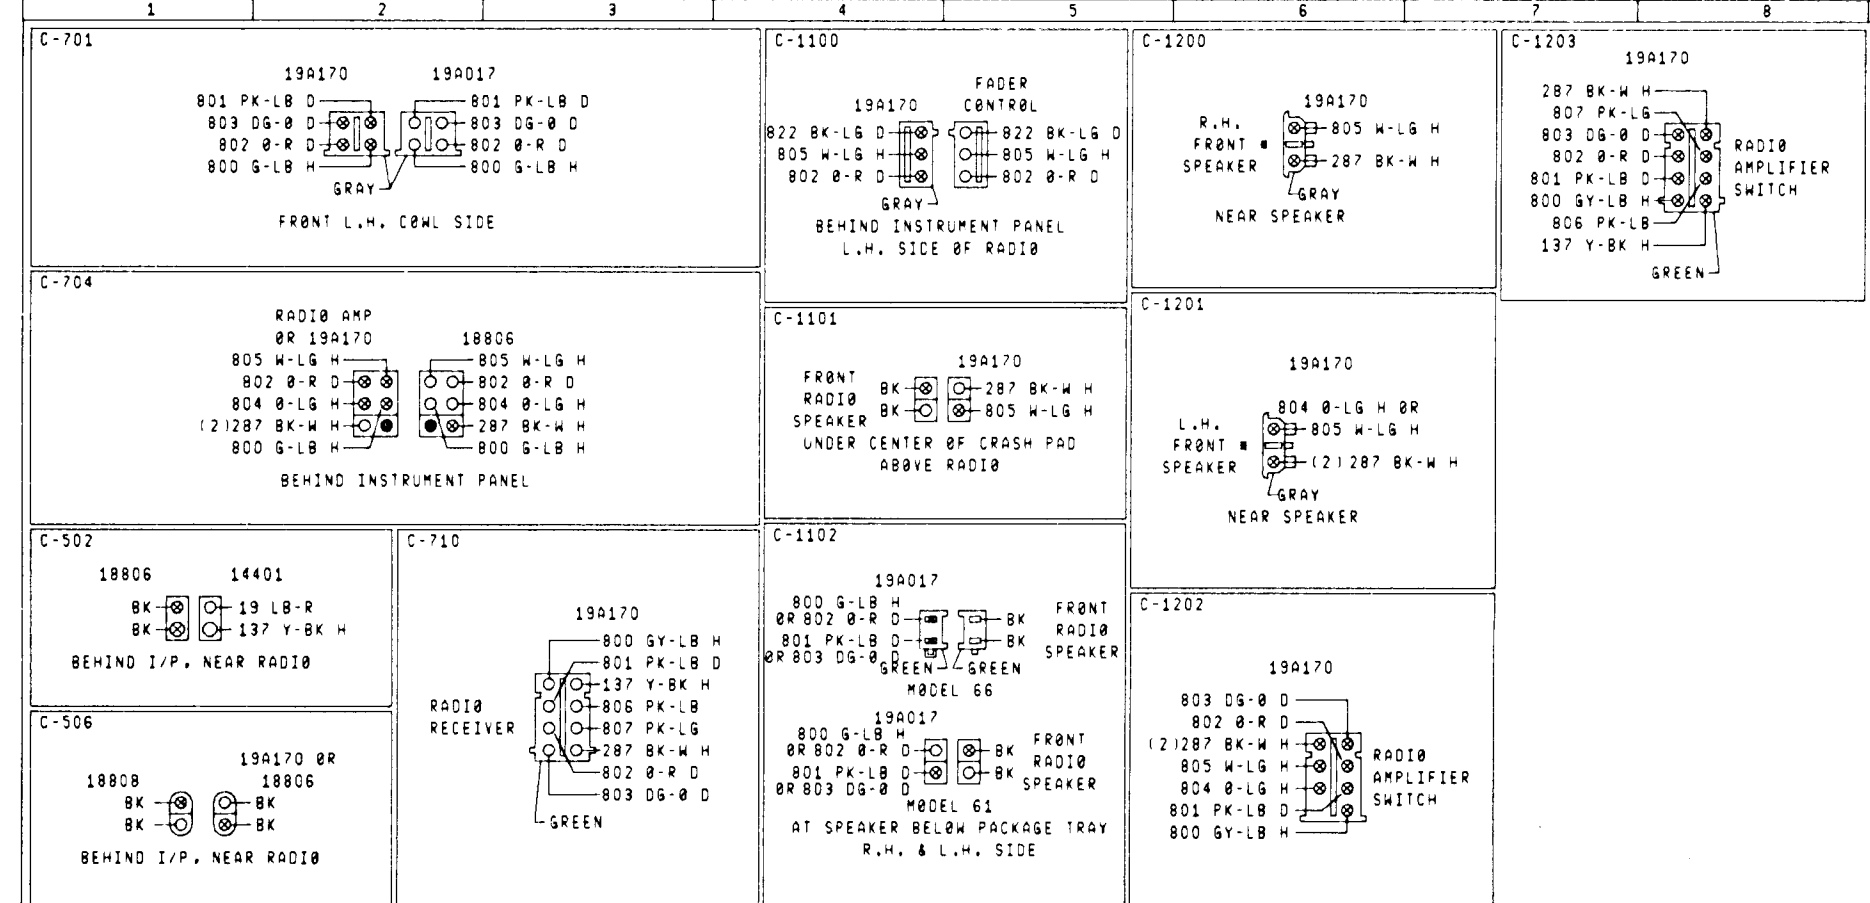 1 2 3 4 5 6 7 8
C-701
19A170 19A017
801 PK-LB D 801 PK-LB D
803 DG-O D 803 DG-O D
802 O-R D 802 O-R D
800 G-LB H 800 G-LB H
GRAY
FRONT L.H. COWL SIDE
C-704
RADIO AMP
OR 19A170 18806
805 W-LG H 805 W-LG H
802 O-R D 802 O-R D
804 O-LG H 804 O-LG H
(2)287 BK-W H 287 BK-W H
800 G-LB H 800 G-LB H
BEHIND INSTRUMENT PANEL
C-502
18806 14401
BK 19 LB-R
BK 137 Y-BK H
BEHIND I/P. NEAR RADIO
C-506
19A170 OR
18808 18806
BK BK
BK BK
BEHIND I/P. NEAR RADIO
C-710
19A170
800 GY-LB H
801 PK-LB D
137 Y-BK H
RADIO 806 PK-LB
RECEIVER 807 PK-LG
287 BK-W H
802 O-R D
803 DG-O D
GREEN
C-1100
FADER
19A170 CONTROL
822 BK-LG D 822 BK-LG D
805 W-LG H 805 W-LG H
802 O-R D 802 O-R D
GRAY
BEHIND INSTRUMENT PANEL
L.H. SIDE OF RADIO
C-1101
19A170
FRONT BK 287 BK-W H
RADIO
SPEAKER BK 805 W-LG H
UNDER CENTER OF CRASH PAD
ABOVE RADIO
C-1102
19A017
800 G-LB H FRONT
OR 802 O-R D BK RADIO
801 PK-LB D BK SPEAKER
OR 803 DG-O D GREEN GREEN
MODEL 66
19A017
800 G-LB H FRONT
OR 802 O-R D BK RADIO
801 PK-LB D BK SPEAKER
OR 803 DG-O D
MODEL 61
AT SPEAKER BELOW PACKAGE TRAY
R.H. & L.H. SIDE
C-1200
19A170
R.H. 805 W-LG H
FRONT
SPEAKER 287 BK-W H
GRAY
NEAR SPEAKER
C-1201
19A170
804 O-LG H OR
L.H. 805 W-LG H
FRONT
SPEAKER (2)287 BK-W H
GRAY
NEAR SPEAKER
C-1202
19A170
803 DG-O D
802 O-R D
(2)287 BK-W H RADIO
805 W-LG H AMPLIFIER
804 O-LG H SWITCH
801 PK-LB D
800 GY-LB H
C-1203
19A170
287 BK-W H
807 PK-LG
803 DG-O D RADIO
802 O-R D AMPLIFIER
801 PK-LB D SWITCH
800 GY-LB H
806 PK-LB
137 Y-BK H
GREEN